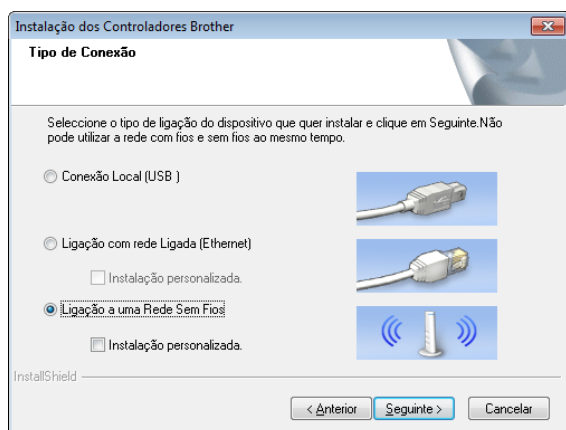 Instalação dos Controladores Brother
Tipo de Conexão
Seleccione o tipo de ligação do dispositivo que quer instalar e clique em Seguinte.Não
pode utilizar a rede com fios e sem fios ao mesmo tempo.
Conexão Local (USB )
Ligação com rede Ligada (Ethernet)
Instalação personalizada.
Ligação a uma Rede Sem Fios
Instalação personalizada.
InstallShield
< Anterior Seguinte > Cancelar